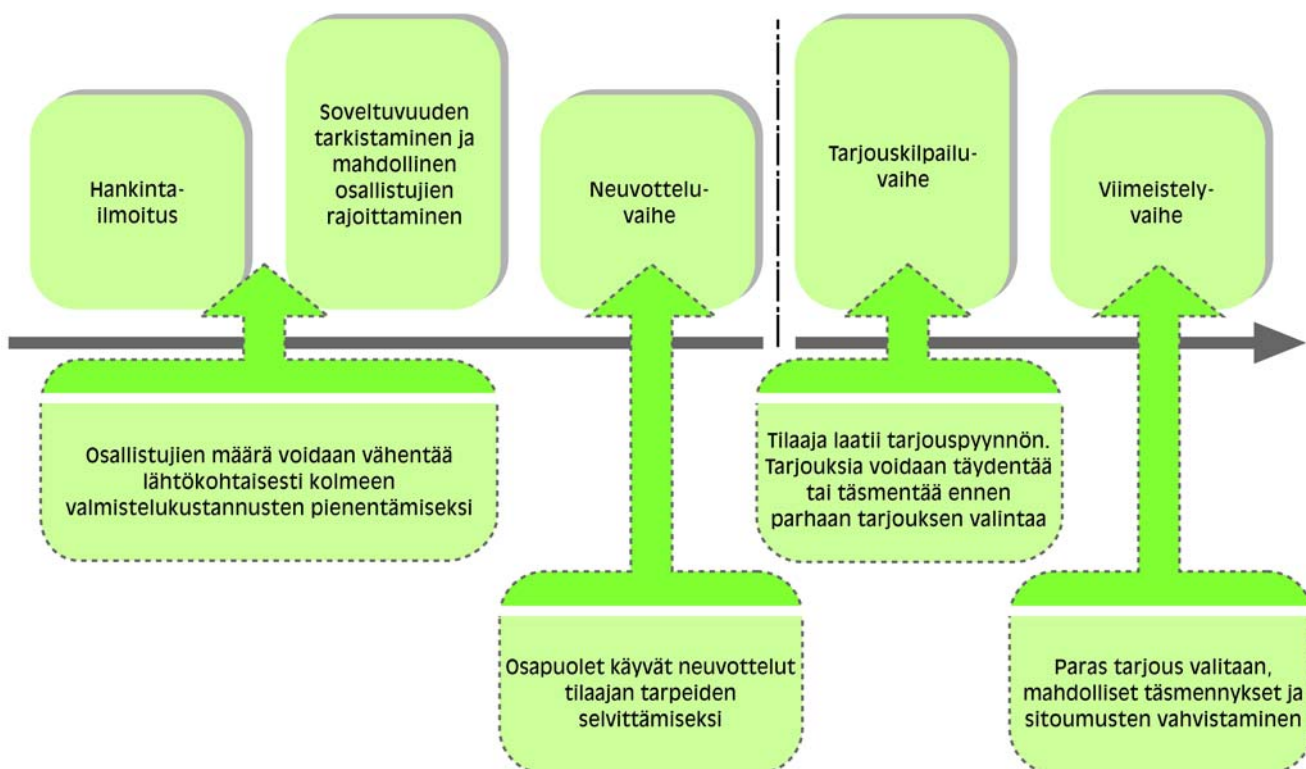 Hankinta-
ilmoitus
Soveltuvuuden
tarkistaminen ja
mahdollinen
osallistujien
rajoittaminen
Neuvottelu-
vaihe
Tarjouskilpailu-
vaihe
Viimeistely-
vaihe
Osallistujien määrä voidaan vähentää
lähtökohtaisesti kolmeen
valmistelukustannusten pienentämiseksi
Osapuolet käyvät neuvottelut
tilaajan tarpeiden
selvittämiseksi
Tilaaja laatii tarjouspyynnön.
Tarjouksia voidaan täydentää
tai täsmentää ennen
parhaan tarjouksen valintaa
Paras tarjous valitaan,
mahdolliset täsmennykset ja
sitoumusten vahvistaminen